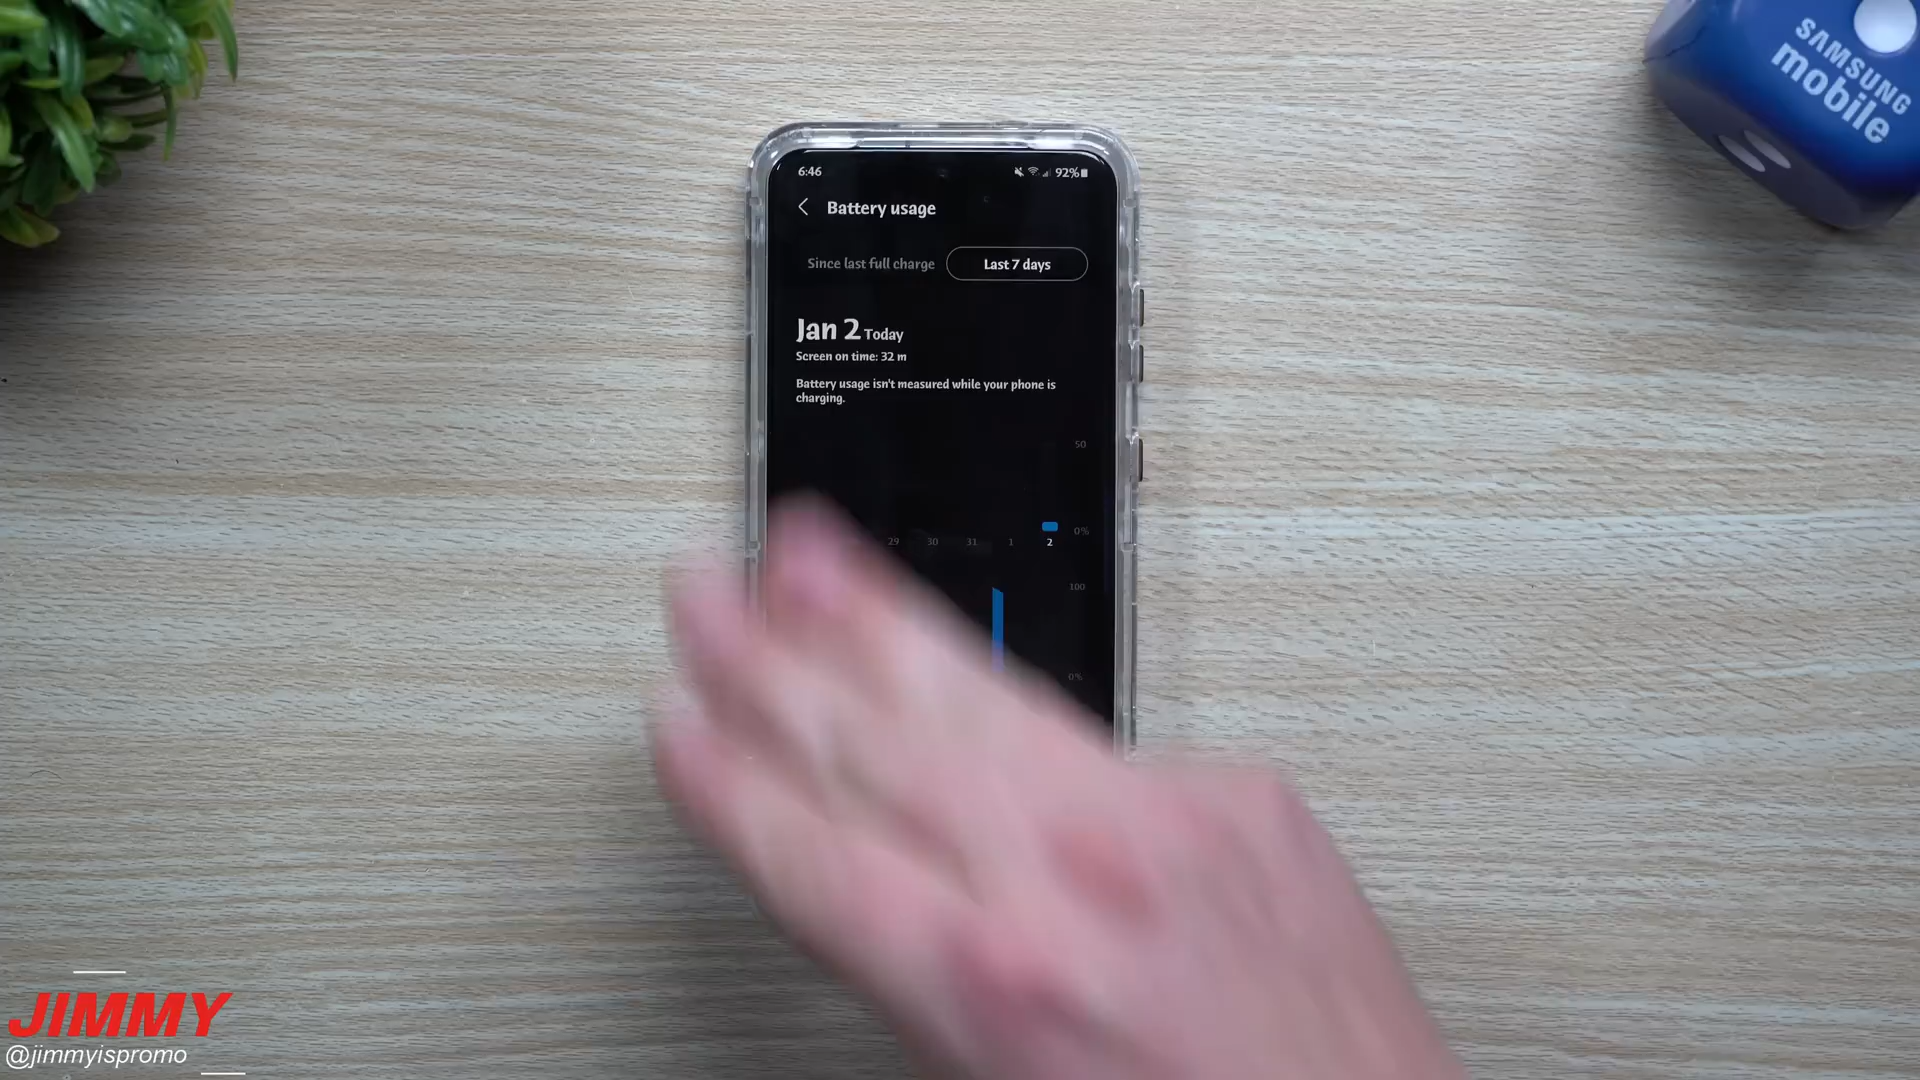 SAMSUNG
mobile
6:46
92%
Battery usage
Since last full charge
Last 7 days
Jan 2 Today
Screen on time: 32 m
Battery usage isn't measured while your phone is
charging.
50
0%
29 30 31 1 2
100
0%
JIMMY
@jimmyispromo